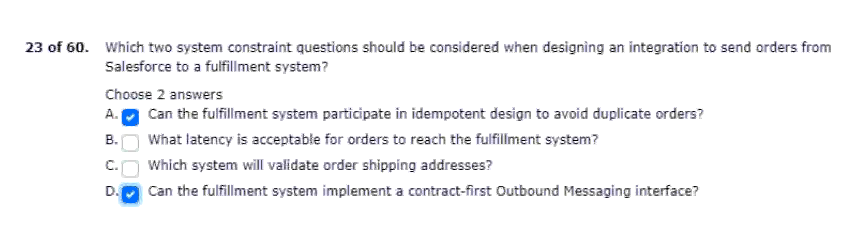 23 of 60. Which two system constraint questions should be considered when designing an integration to send orders from
Salesforce to a fulfillment system?
Choose 2 answers
A. Can the fulfillment system participate in idempotent design to avoid duplicate orders?
B. What latency is acceptable for orders to reach the fulfillment system?
C. Which system will validate order shipping addresses?
D. Can the fulfillment system implement a contract-first Outbound Messaging interface?